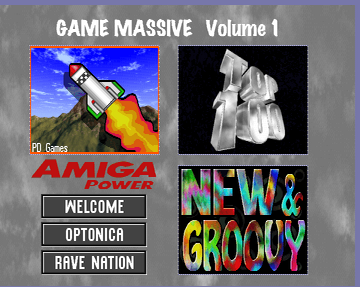 GAME MASSIVE Volume 1
PD Games
TOP
100
AMIGA
POWER
WELCOME
OPTONICA
RAVE NATION
NEW &
GROOVY